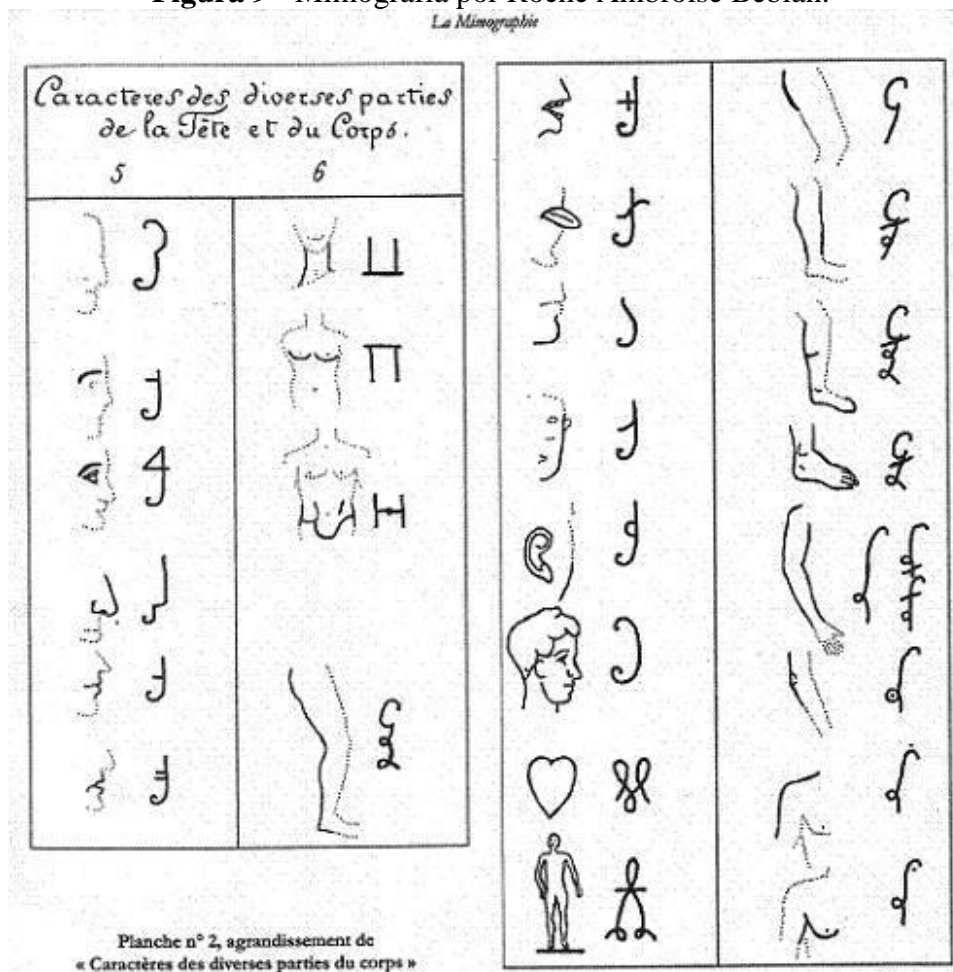 Figura 9 – Mimografia por Roche Ambroise Bébian.
La Mimographie
Caracteres des diverses parties
de la Tête et du Corps.
5 6
Planche n° 2, agrandissement de
« Caractères des diverses parties du corps »